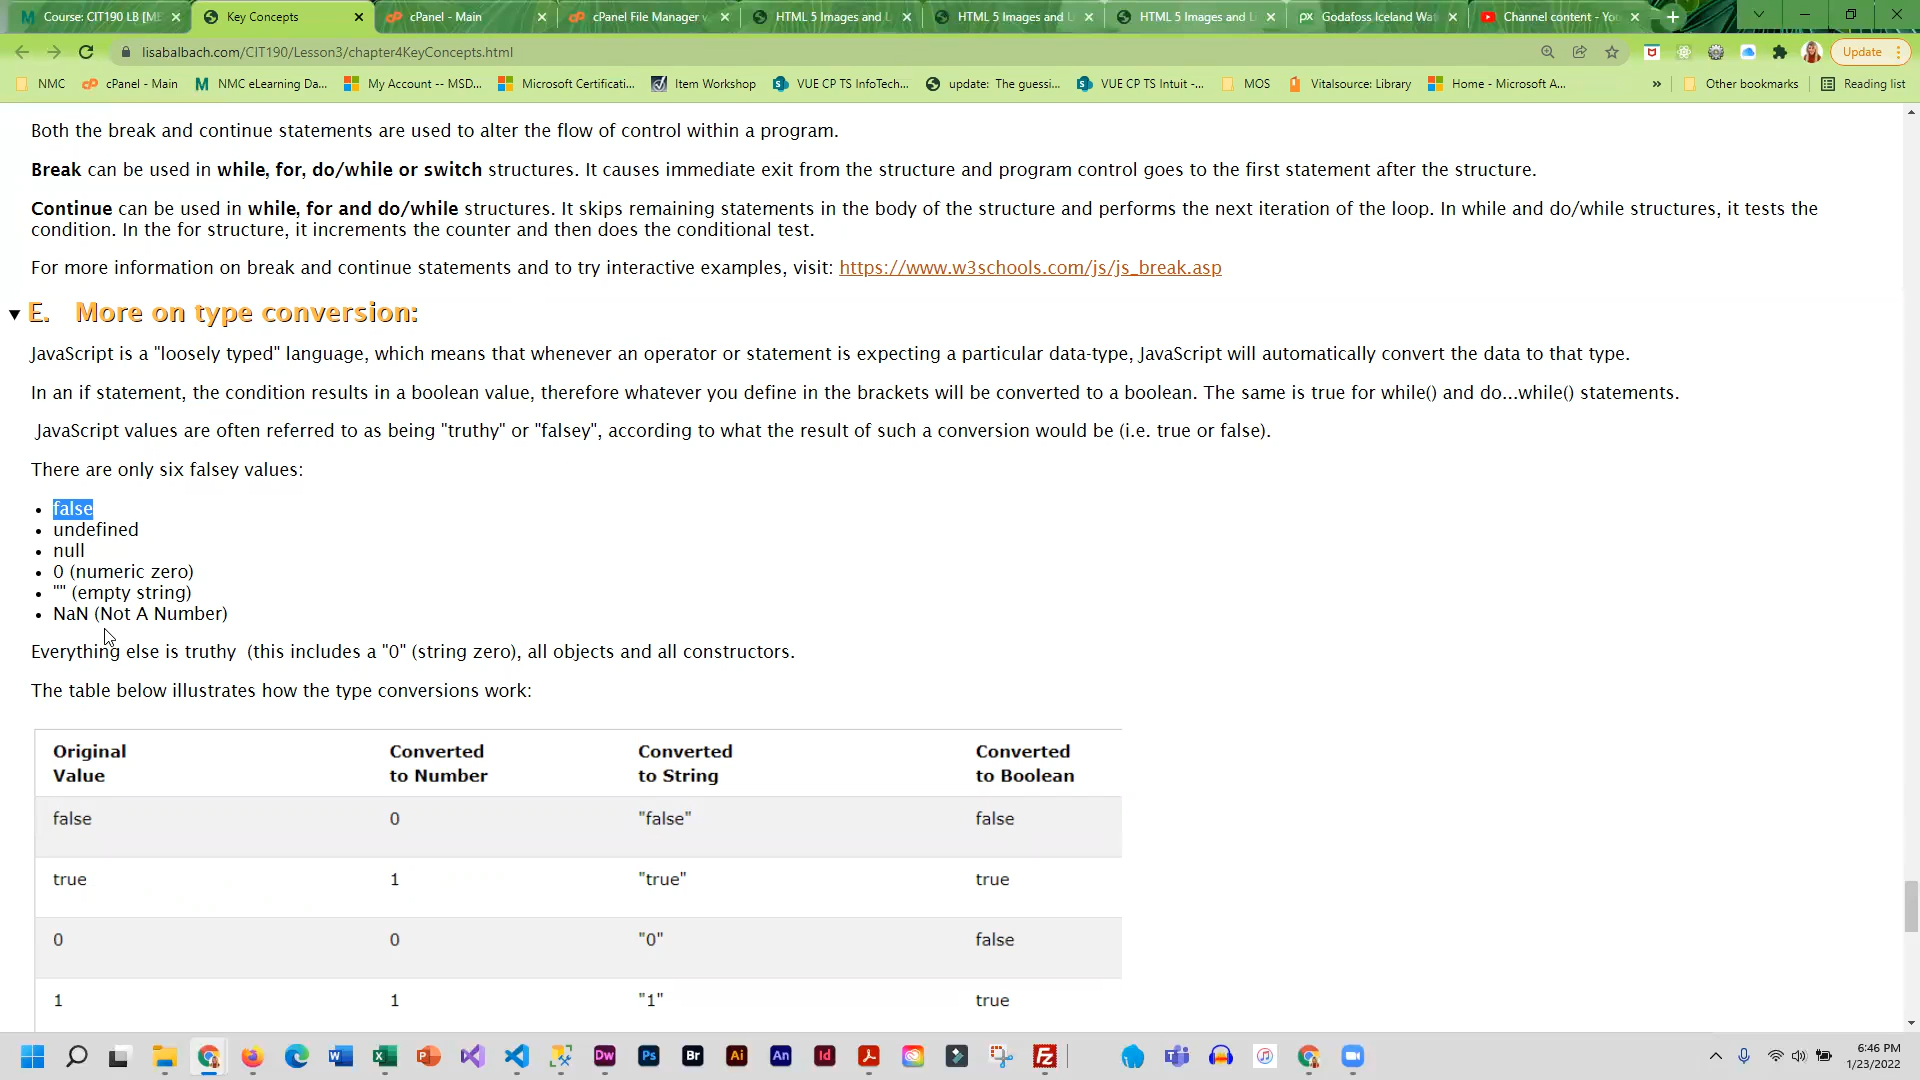 Course: CIT190 LB [ME
Key Concepts
cPanel - Main
cPanel File Manager v
HTML 5 Images and L
HTML 5 Images and L
HTML 5 Images and L
Godafoss Iceland Wat
Channel content - You
lisabalbach.com/CIT190/Lesson3/chapter4KeyConcepts.html
Update
NMC
cPanel - Main
NMC eLearning Da...
My Account -- MSD...
Microsoft Certificati...
Item Workshop
VUE CP TS InfoTech...
update: The guessi...
VUE CP TS Intuit -...
MOS
Vitalsource: Library
Home - Microsoft A...
»
Other bookmarks
Reading list
Both the break and continue statements are used to alter the flow of control within a program.
Break can be used in while, for, do/while or switch structures. It causes immediate exit from the structure and program control goes to the first statement after the structure.
Continue can be used in while, for and do/while structures. It skips remaining statements in the body of the structure and performs the next iteration of the loop. In while and do/while structures, it tests the
condition. In the for structure, it increments the counter and then does the conditional test.
For more information on break and continue statements and to try interactive examples, visit: https://www.w3schools.com/js/js_break.asp
E. More on type conversion:
JavaScript is a "loosely typed" language, which means that whenever an operator or statement is expecting a particular data-type, JavaScript will automatically convert the data to that type.
In an if statement, the condition results in a boolean value, therefore whatever you define in the brackets will be converted to a boolean. The same is true for while() and do...while() statements.
JavaScript values are often referred to as being "truthy" or "falsey", according to what the result of such a conversion would be (i.e. true or false).
There are only six falsey values:
• false
• undefined
• null
• 0 (numeric zero)
• "" (empty string)
• NaN (Not A Number)
Everything else is truthy (this includes a "0" (string zero), all objects and all constructors.
The table below illustrates how the type conversions work:
Original Value
Converted to Number
Converted to String
Converted to Boolean
false 0 "false" false
true 1 "true" true
0 0 "0" false
1 1 "1" true
6:46 PM
1/23/2022